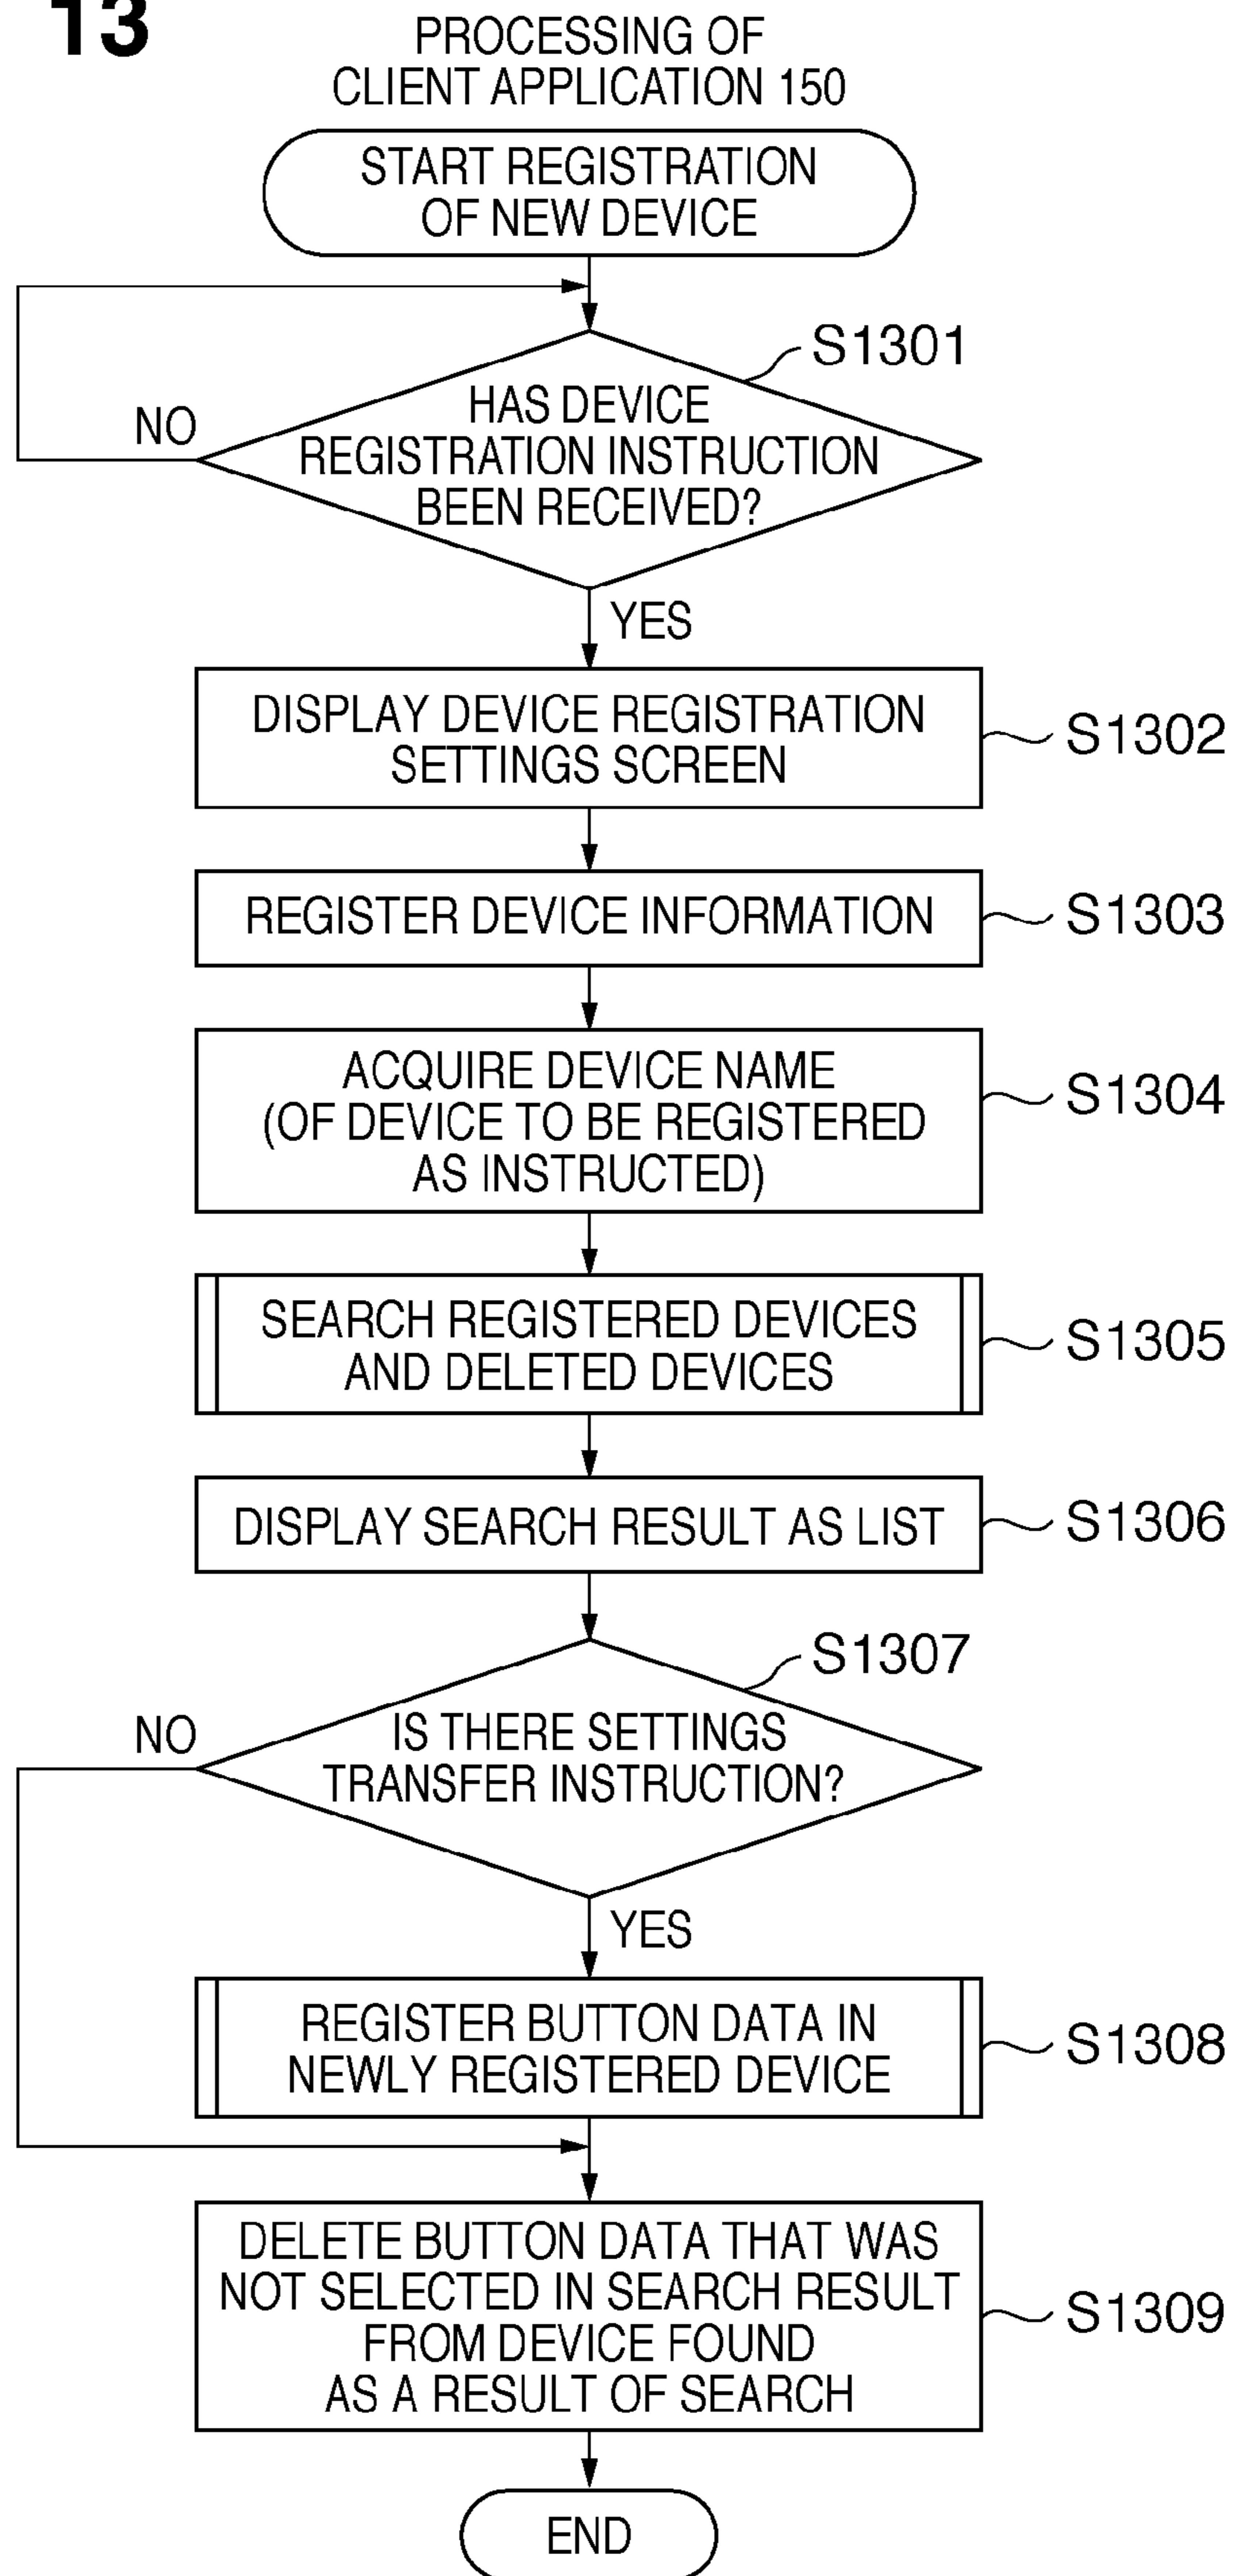 13
PROCESSING OF
CLIENT APPLICATION 150
START REGISTRATION
OF NEW DEVICE
S1301
HAS DEVICE
REGISTRATION INSTRUCTION
BEEN RECEIVED?
NO
YES
DISPLAY DEVICE REGISTRATION
SETTINGS SCREEN
S1302
REGISTER DEVICE INFORMATION
S1303
ACQUIRE DEVICE NAME
(OF DEVICE TO BE REGISTERED
AS INSTRUCTED)
S1304
SEARCH REGISTERED DEVICES
AND DELETED DEVICES
S1305
DISPLAY SEARCH RESULT AS LIST
S1306
S1307
IS THERE SETTINGS
TRANSFER INSTRUCTION?
NO
YES
REGISTER BUTTON DATA IN
NEWLY REGISTERED DEVICE
S1308
DELETE BUTTON DATA THAT WAS
NOT SELECTED IN SEARCH RESULT
FROM DEVICE FOUND
AS A RESULT OF SEARCH
S1309
END